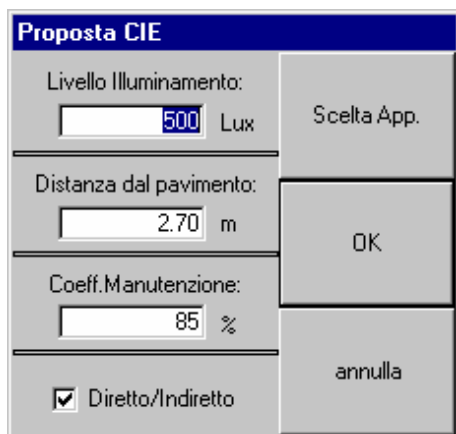 Proposta CIE
Livello Illuminamento:
500 Lux
Scelta App.
Distanza dal pavimento:
2.70 m
OK
Coeff.Manutenzione:
85 %
annulla
Diretto/Indiretto